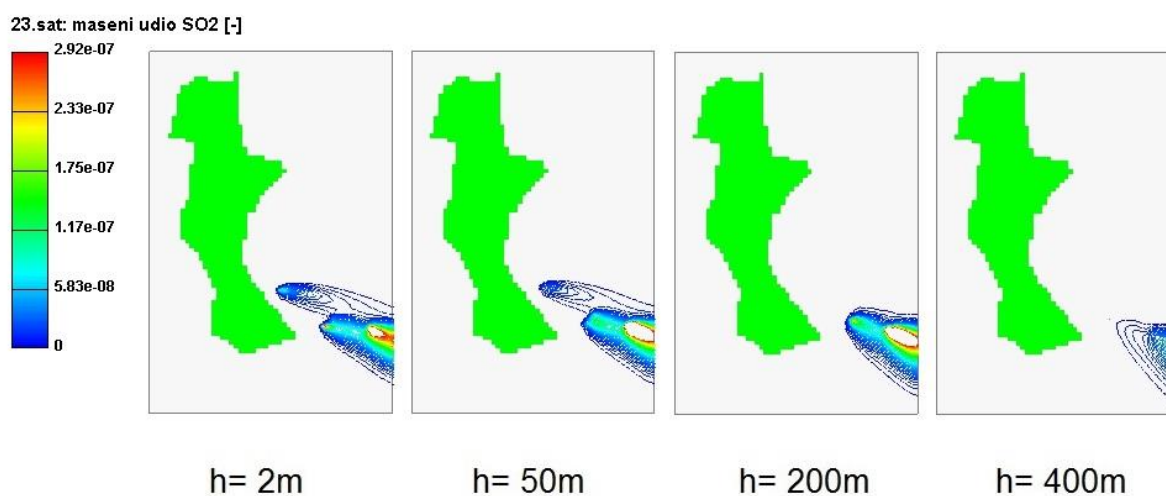 23.sat: maseni udio SO2 [-]
2.92e-07
2.33e-07
1.75e-07
1.17e-07
5.83e-08
0
h= 2m
h= 50m
h= 200m
h= 400m